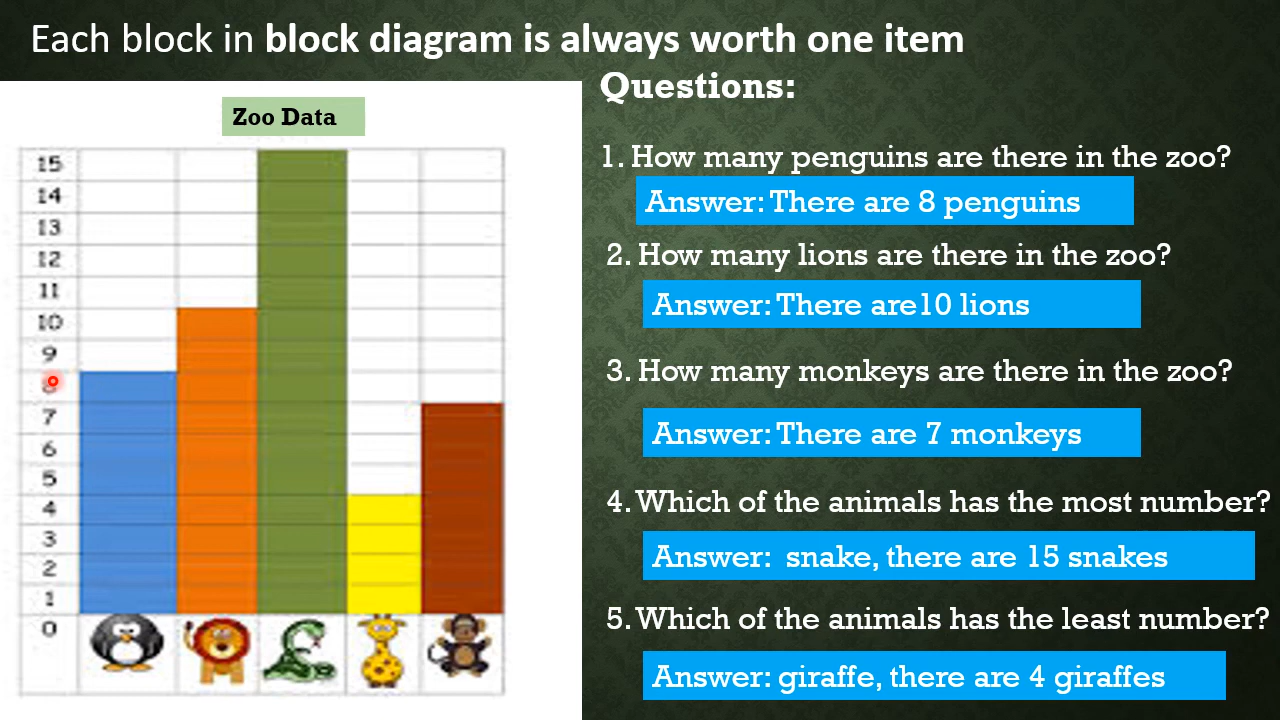 Each block in block diagram is always worth one item
Zoo Data
15
14
13
12
11
10
9
8
7
6
5
4
3
2
1
0
Questions:
1. How many penguins are there in the zoo?
Answer: There are 8 penguins
2. How many lions are there in the zoo?
Answer: There are10 lions
3. How many monkeys are there in the zoo?
Answer: There are 7 monkeys
4. Which of the animals has the most number?
Answer: snake, there are 15 snakes
5. Which of the animals has the least number?
Answer: giraffe, there are 4 giraffes